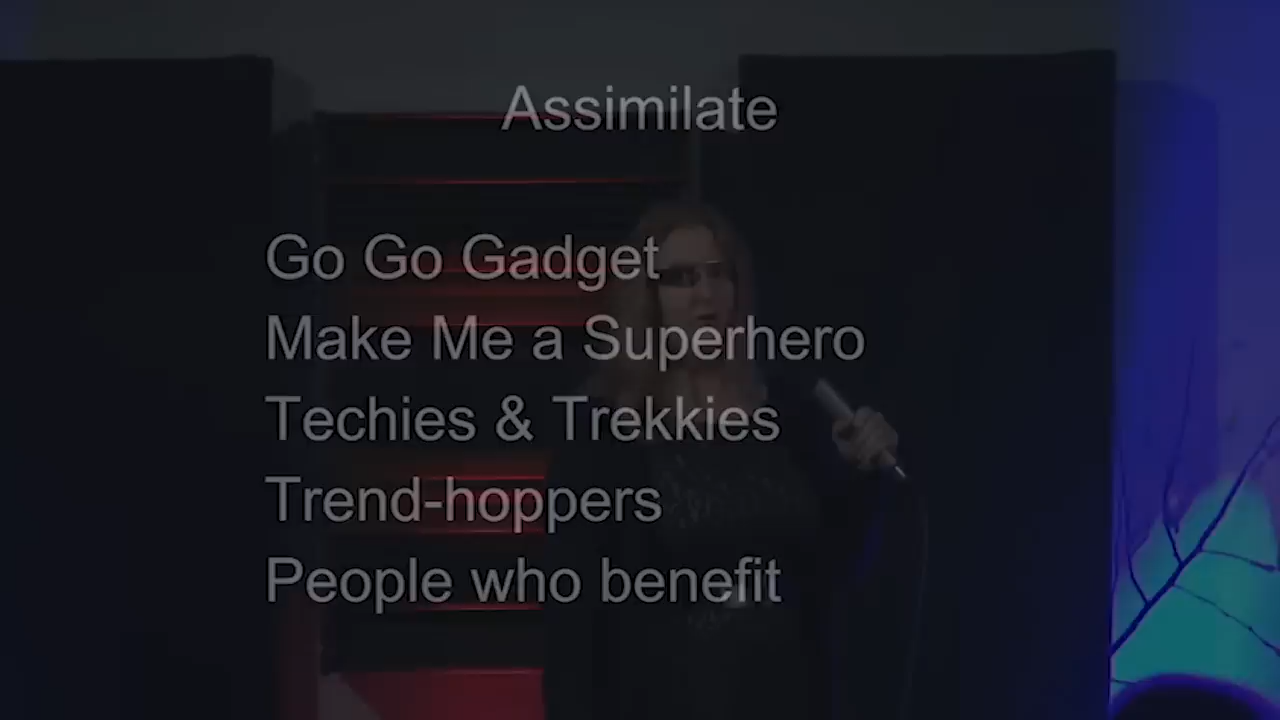 Assimilate
Go Go Gadget
Make Me a Superhero
Techies & Trekkies
Trend-hoppers
People who benefit